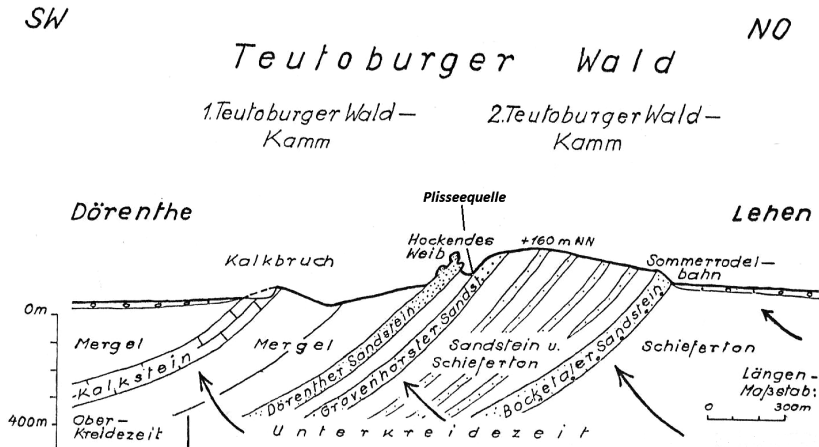 SW
NO
Teutoburger Wald
1.Teutoburger Wald–
Kamm
2.Teutoburger Wald–
Kamm
Plisseequelle
Dörenthe
Lehen
Hockendes
Weib
+160 m NN
Kalkbruch
Sommerrodel–
bahn
0m
Mergel
Kalkstein
Mergel
Dörenther Sandstein
Gravenhorster Sandst.
Sandstein u.
Schieferton
Bocketaler Sandstein
Schieferton
Längen–
Maßstab:
0 300m
400m
Ober–
Kreidezeit
Unterkreidezeit